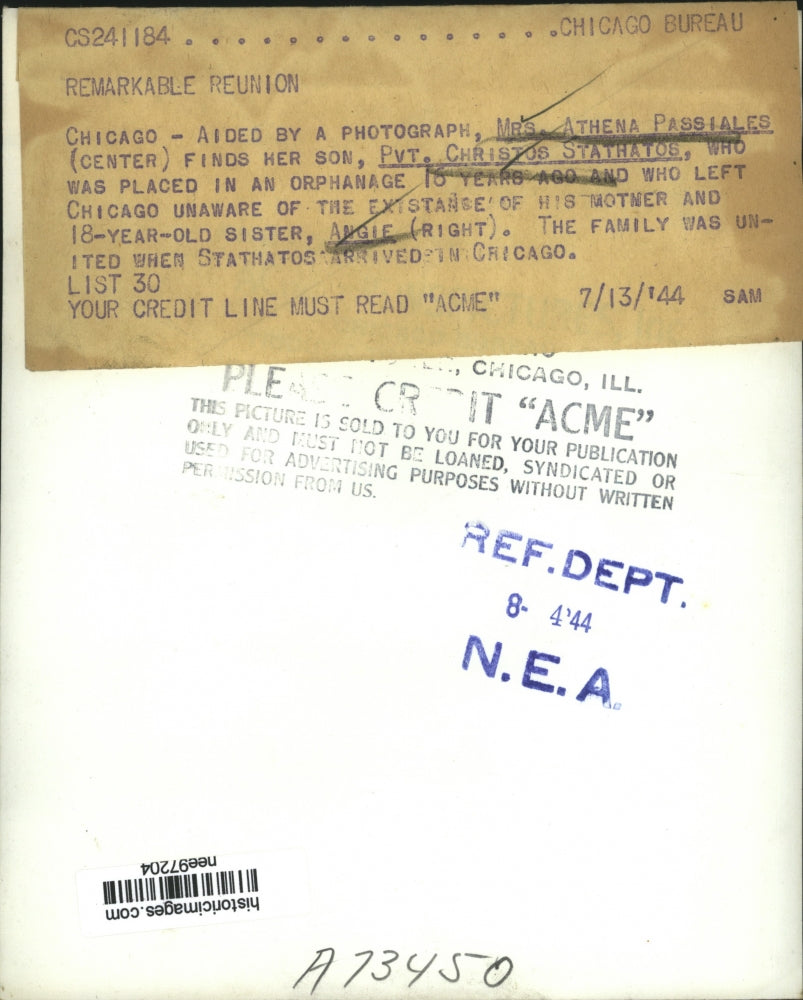 CS241184 . . . . . . . . . . . . . . . .CHICAGO BUREAU
REMARKABLE REUNION
CHICAGO - AIDED BY A PHOTOGRAPH, MRS. ATHENA PASSIALES
(CENTER) FINDS HER SON, PVT. CHRISTOS STATHATOS, WHO
WAS PLACED IN AN ORPHANAGE 16 YEARS AGO AND WHO LEFT
CHICAGO UNAWARE OF THE EXISTANCE OF HIS MOTHER AND
18-YEAR-OLD SISTER, ANGIE (RIGHT). THE FAMILY WAS UN-
ITED WHEN STATHATOS ARRIVED IN CHICAGO.
LIST 30
YOUR CREDIT LINE MUST READ "ACME" 7/13/'44 SAM
CHICAGO, ILL.
PLEASE CREDIT “ACME”
THIS PICTURE IS SOLD TO YOU FOR YOUR PUBLICATION
ONLY AND MUST NOT BE LOANED, SYNDICATED OR
USED FOR ADVERTISING PURPOSES WITHOUT WRITTEN
PERMISSION FROM US.
REF. DEPT.
8- 4'44
N.E.A.
historicimages.com
nee97204
A73450